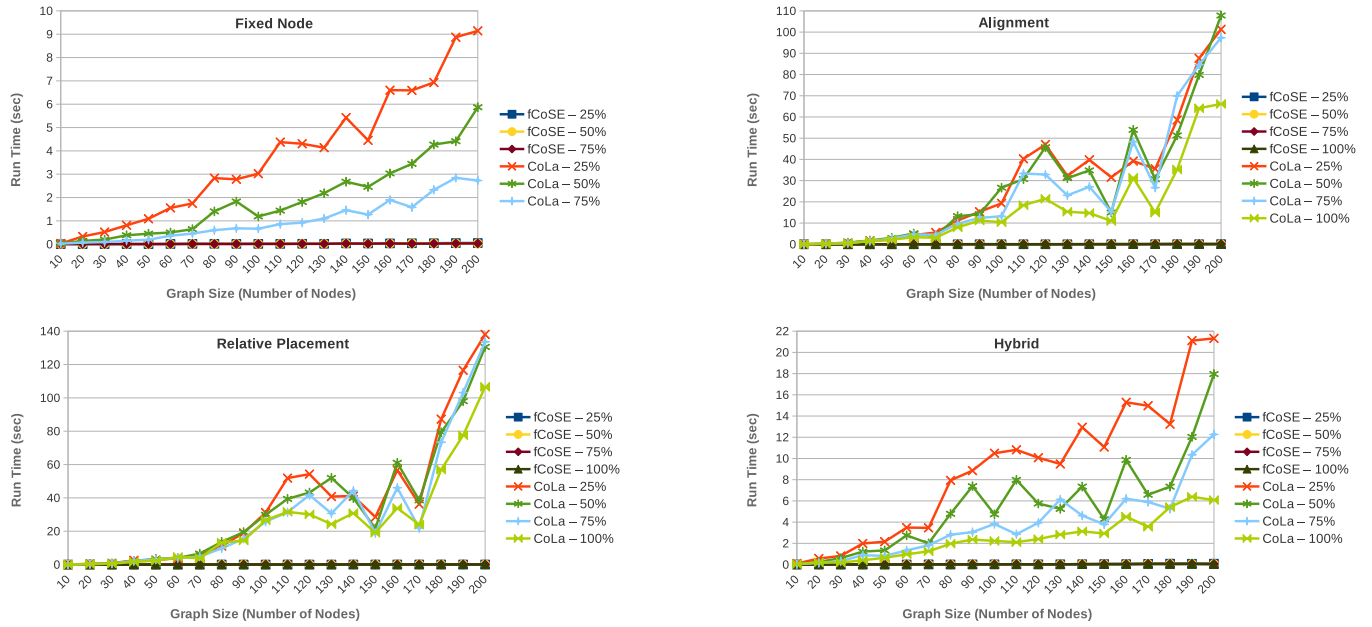 Fixed Node
10
9
8
7
6
5
4
3
2
1
0
Run Time (sec)
10 20 30 40 50 60 70 80 90 100 110 120 130 140 150 160 170 180 190 200
Graph Size (Number of Nodes)
fCoSE – 25%
fCoSE – 50%
fCoSE – 75%
CoLa – 25%
CoLa – 50%
CoLa – 75%
Alignment
110
100
90
80
70
60
50
40
30
20
10
0
Run Time (sec)
10 20 30 40 50 60 70 80 90 100 110 120 130 140 150 160 170 180 190 200
Graph Size (Number of Nodes)
fCoSE – 25%
fCoSE – 50%
fCoSE – 75%
fCoSE – 100%
CoLa – 25%
CoLa – 50%
CoLa – 75%
CoLa – 100%
Relative Placement
140
120
100
80
60
40
20
0
Run Time (sec)
10 20 30 40 50 60 70 80 90 100 110 120 130 140 150 160 170 180 190 200
Graph Size (Number of Nodes)
fCoSE – 25%
fCoSE – 50%
fCoSE – 75%
fCoSE – 100%
CoLa – 25%
CoLa – 50%
CoLa – 75%
CoLa – 100%
Hybrid
22
20
18
16
14
12
10
8
6
4
2
0
Run Time (sec)
10 20 30 40 50 60 70 80 90 100 110 120 130 140 150 160 170 180 190 200
Graph Size (Number of Nodes)
fCoSE – 25%
fCoSE – 50%
fCoSE – 75%
fCoSE – 100%
CoLa – 25%
CoLa – 50%
CoLa – 75%
CoLa – 100%